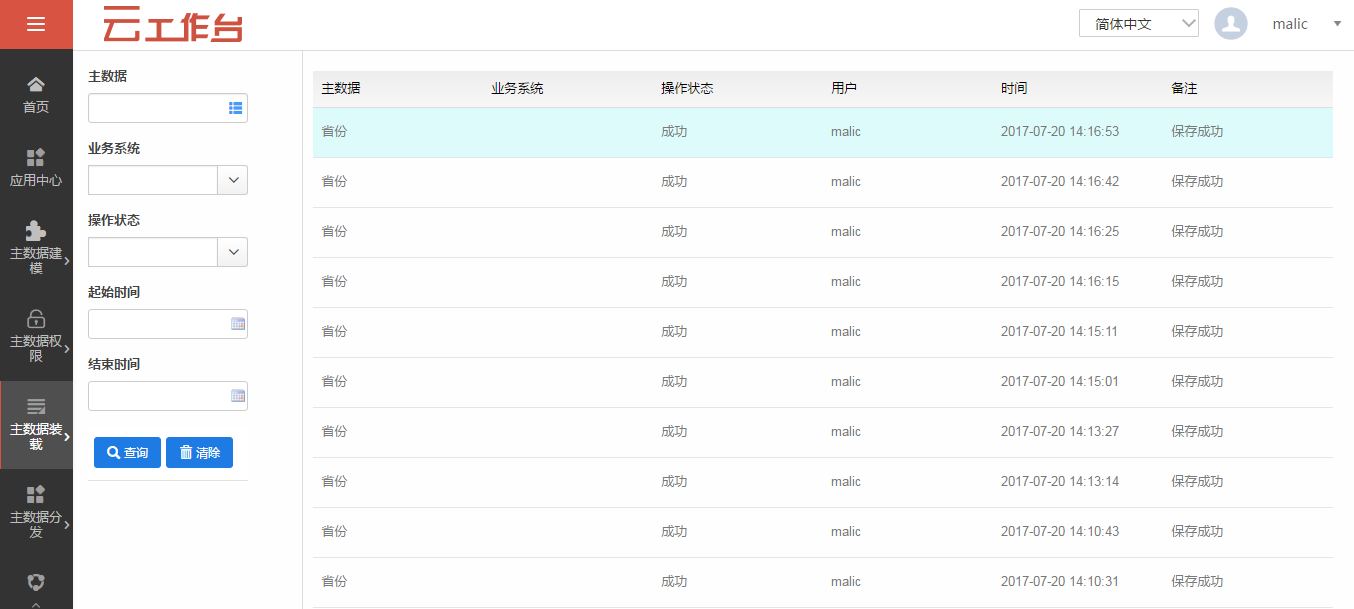 云工作台
简体中文
malic
首页
应用中心
主数据建
模
主数据权
限
主数据装
载
主数据分
发
主数据
业务系统
操作状态
起始时间
结束时间
查询 清除
主数据 业务系统 操作状态 用户 时间 备注
省份 成功 malic 2017-07-20 14:16:53 保存成功
省份 成功 malic 2017-07-20 14:16:42 保存成功
省份 成功 malic 2017-07-20 14:16:25 保存成功
省份 成功 malic 2017-07-20 14:16:15 保存成功
省份 成功 malic 2017-07-20 14:15:11 保存成功
省份 成功 malic 2017-07-20 14:15:01 保存成功
省份 成功 malic 2017-07-20 14:13:27 保存成功
省份 成功 malic 2017-07-20 14:13:14 保存成功
省份 成功 malic 2017-07-20 14:10:43 保存成功
省份 成功 malic 2017-07-20 14:10:31 保存成功